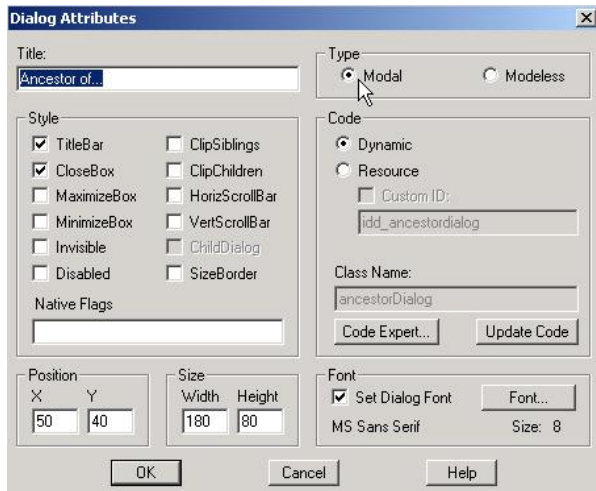 Dialog Attributes
Title:
Ancestor of...
Type
Modal
Modeless
Style
TitleBar
CloseBox
MaximizeBox
MinimizeBox
Invisible
Disabled
ClipSiblings
ClipChildren
HorizScrollBar
VertScrollBar
ChildDialog
SizeBorder
Native Flags
Code
Dynamic
Resource
Custom ID:
idd_ancestordialog
Class Name:
ancestorDialog
Code Expert...
Update Code
Position
X
Y
50
40
Size
Width
Height
180
80
Font
Set Dialog Font
Font...
MS Sans Serif
Size: 8
OK
Cancel
Help